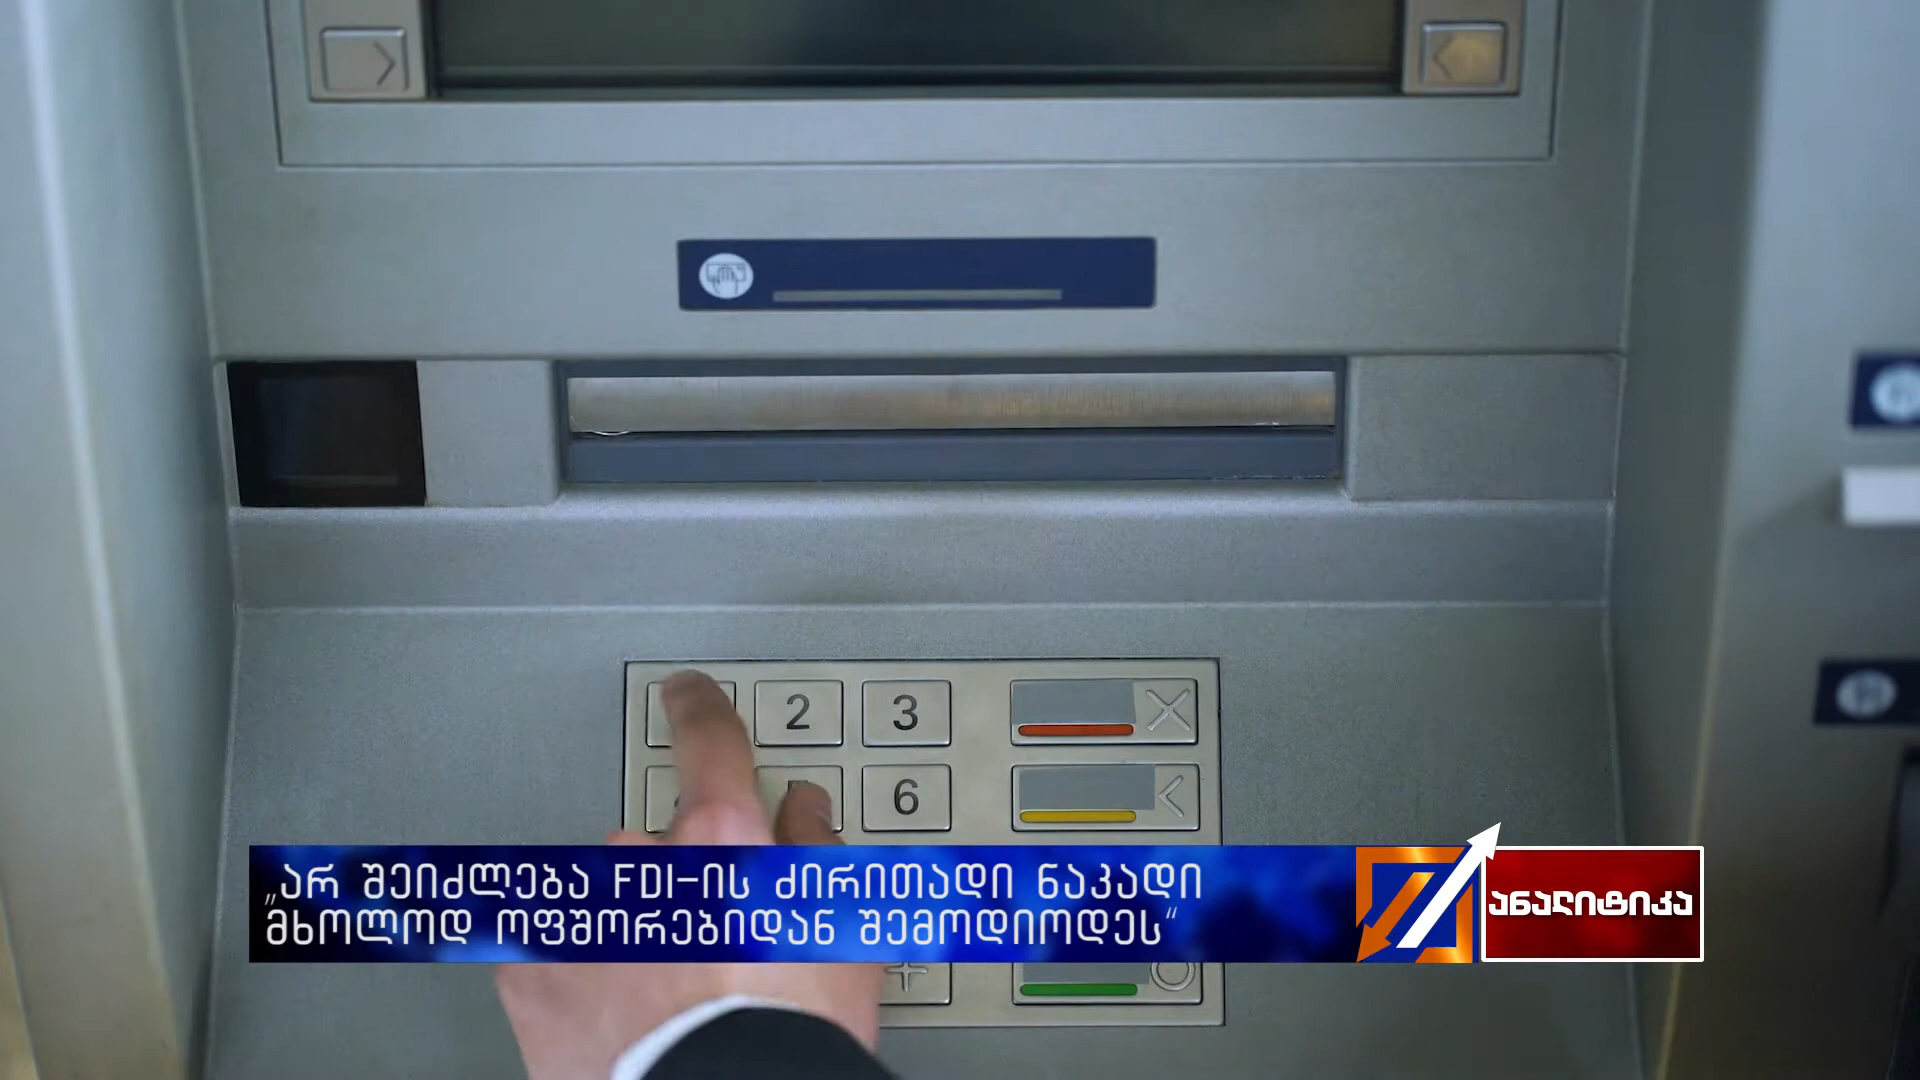 2
3
6
„არ შეიძლება FDI-ის ძირითადი ნაკადი
მხოლოდ ოფშორებიდან შემოდიოდეს“
ანალიტიკა